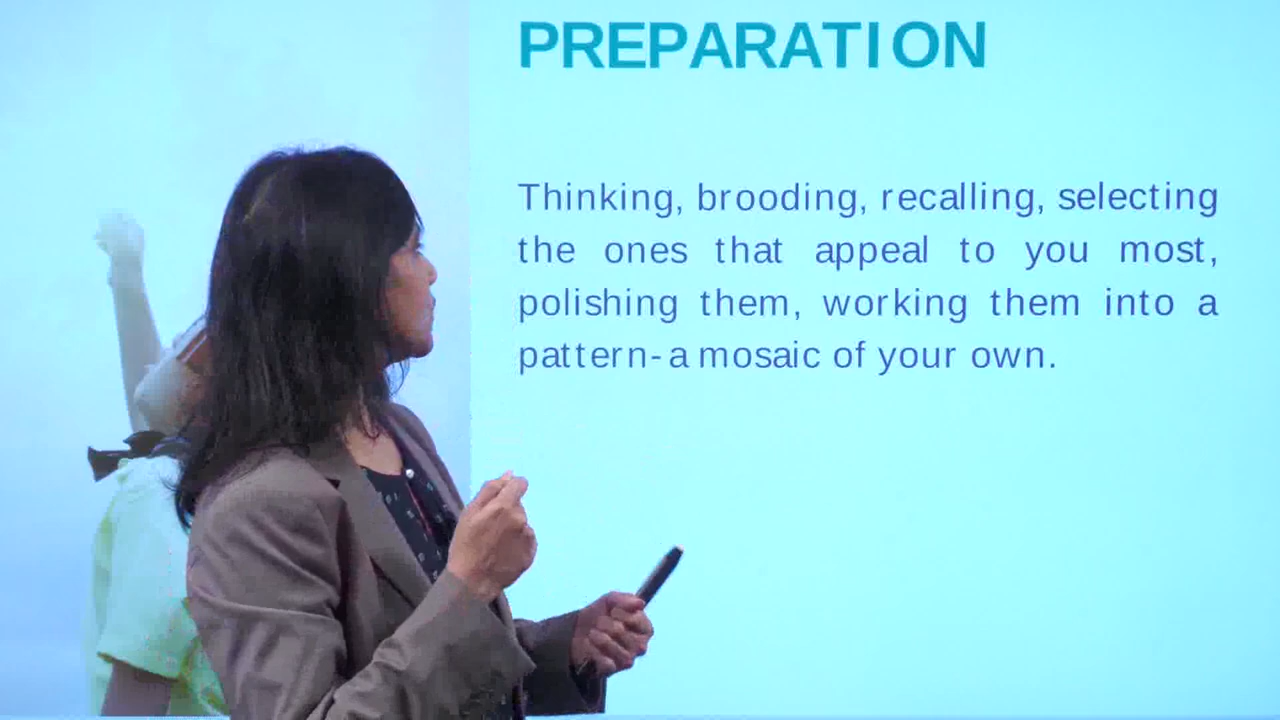 PREPARATION
Thinking, brooding, recalling, selecting
the ones that appeal to you most,
polishing them, working them into a
pattern-a mosaic of your own.